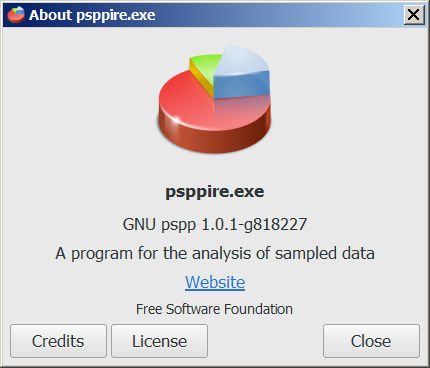 About psppire.exe
psppire.exe
GNU pspp 1.0.1-g818227
A program for the analysis of sampled data
Website
Free Software Foundation
Credits License Close